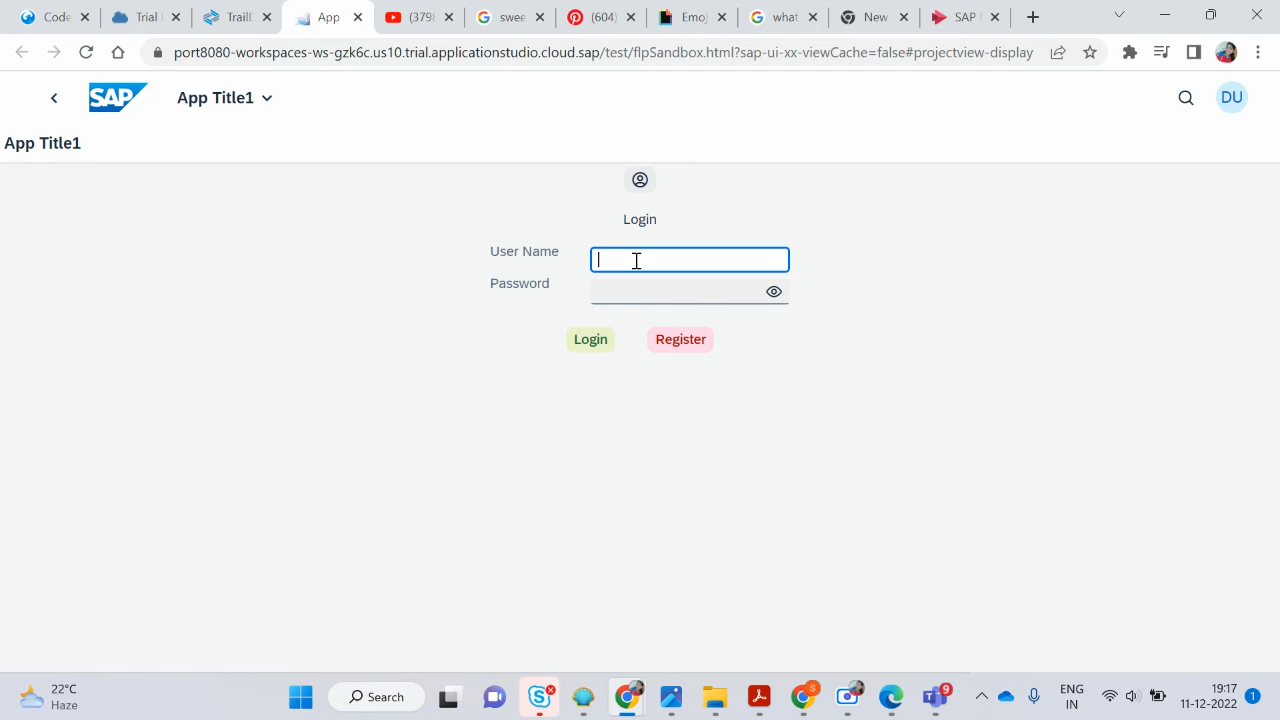 Code
Trial
Trail
App
(379
swee
(604)
Emoj
what
New
SAP
port8080-workspaces-ws-gzk6c.us10.trial.applicationstudio.cloud.sap/test/flpSandbox.html?sap-ui-xx-viewCache=false#projectview-display
SAP
App Title1
DU
App Title1
Login
User Name
Password
Login
Register
22°C
Haze
Search
S
9
ENG
IN
19:17
11-12-2022
1